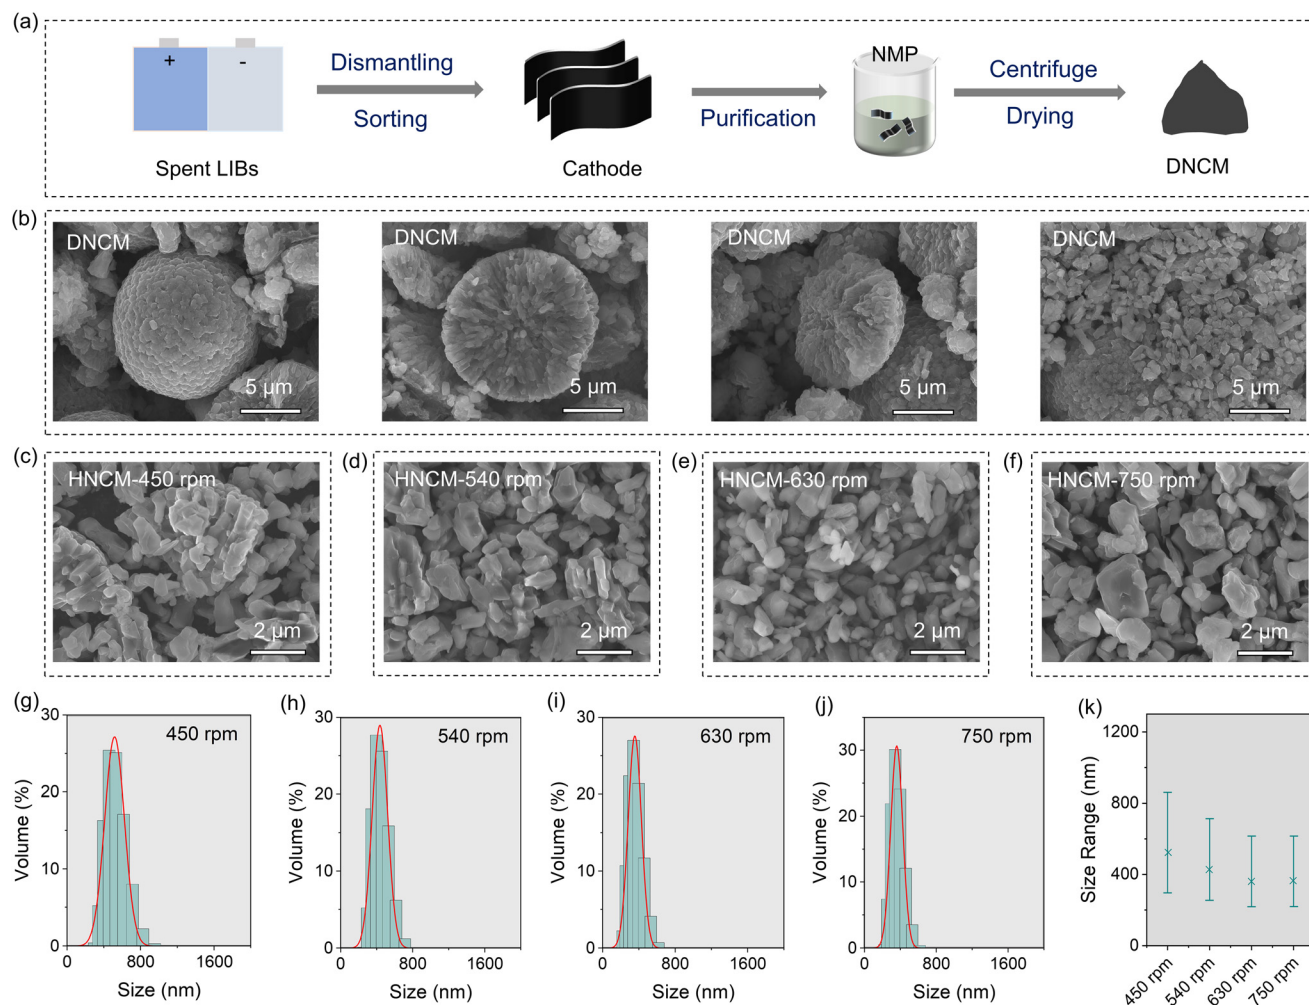 (a)
+ -
Dismantling
Sorting
Spent LIBs
Cathode
Purification
NMP
Centrifuge
Drying
DNCM
(b)
DNCM
5 μm
DNCM
5 μm
DNCM
5 μm
DNCM
5 μm
(c)
HNCM-450 rpm
2 μm
(d)
HNCM-540 rpm
2 μm
(e)
HNCM-630 rpm
2 μm
(f)
HNCM-750 rpm
2 μm
(g)
450 rpm
Volume (%)
30
20
10
0
0 800 1600
Size (nm)
(h)
540 rpm
Volume (%)
30
20
10
0
0 800 1600
Size (nm)
(i)
630 rpm
Volume (%)
30
20
10
0
0 800 1600
Size (nm)
(j)
750 rpm
Volume (%)
30
20
10
0
0 800 1600
Size (nm)
(k)
Size Range (nm)
1200
800
400
0
450 rpm
540 rpm
630 rpm
750 rpm